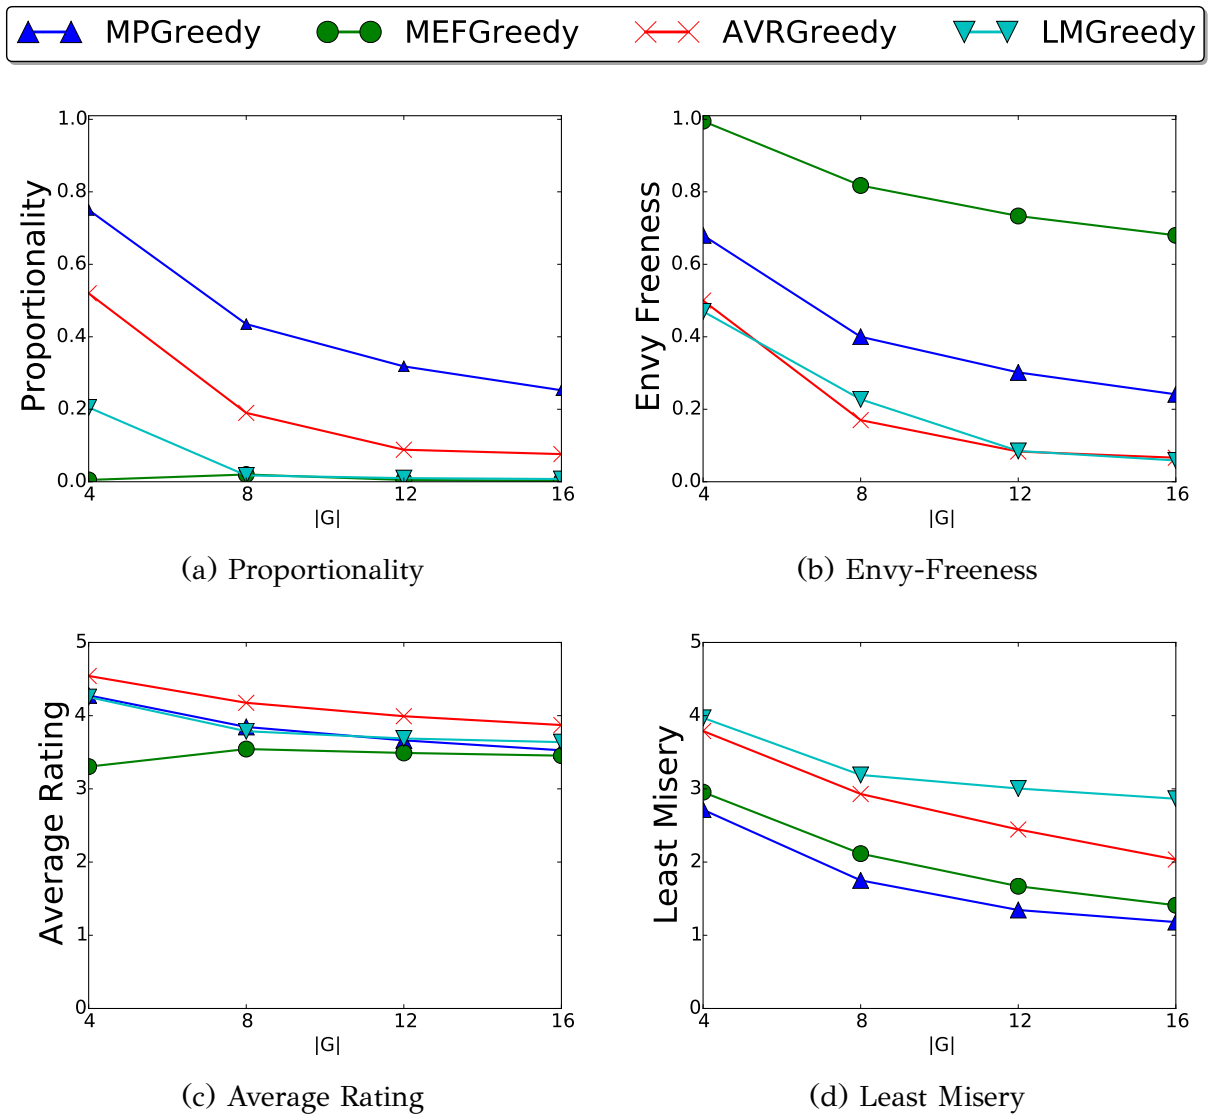 MPGreedy MEFGreedy AVRGreedy LMGreedy
1.0
0.8
0.6
0.4
0.2
0.0
Proportionality
4 8 12 16
|G|
(a) Proportionality
1.0
0.8
0.6
0.4
0.2
0.0
Envy Freeness
4 8 12 16
|G|
(b) Envy-Freeness
5
4
3
2
1
0
Average Rating
4 8 12 16
|G|
(c) Average Rating
5
4
3
2
1
0
Least Misery
4 8 12 16
|G|
(d) Least Misery